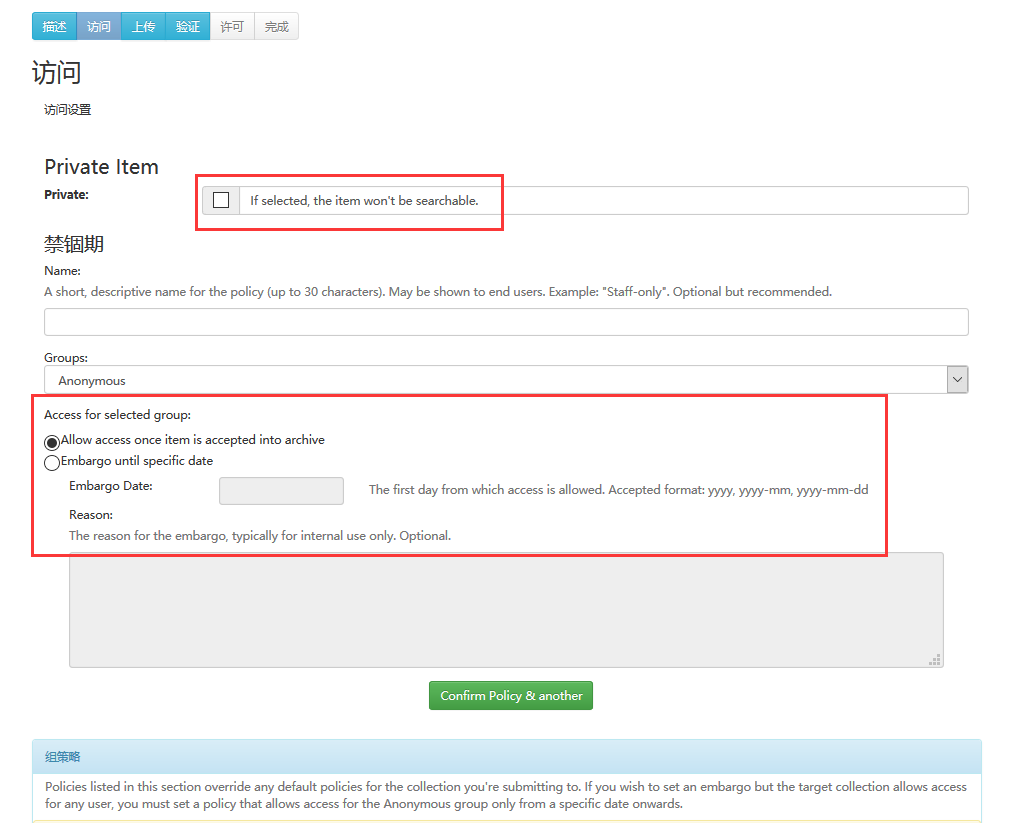 描述 访问 上传 验证 许可 完成
访问
访问设置
Private Item
Private:
If selected, the item won't be searchable.
禁锢期
Name:
A short, descriptive name for the policy (up to 30 characters). May be shown to end users. Example: "Staff-only". Optional but recommended.
Groups:
Anonymous
Access for selected group:
Allow access once item is accepted into archive
Embargo until specific date
Embargo Date:
The first day from which access is allowed. Accepted format: yyyy, yyyy-mm, yyyy-mm-dd
Reason:
The reason for the embargo, typically for internal use only. Optional.
Confirm Policy & another
组策略
Policies listed in this section override any default policies for the collection you're submitting to. If you wish to set an embargo but the target collection allows access
for any user, you must set a policy that allows access for the Anonymous group only from a specific date onwards.